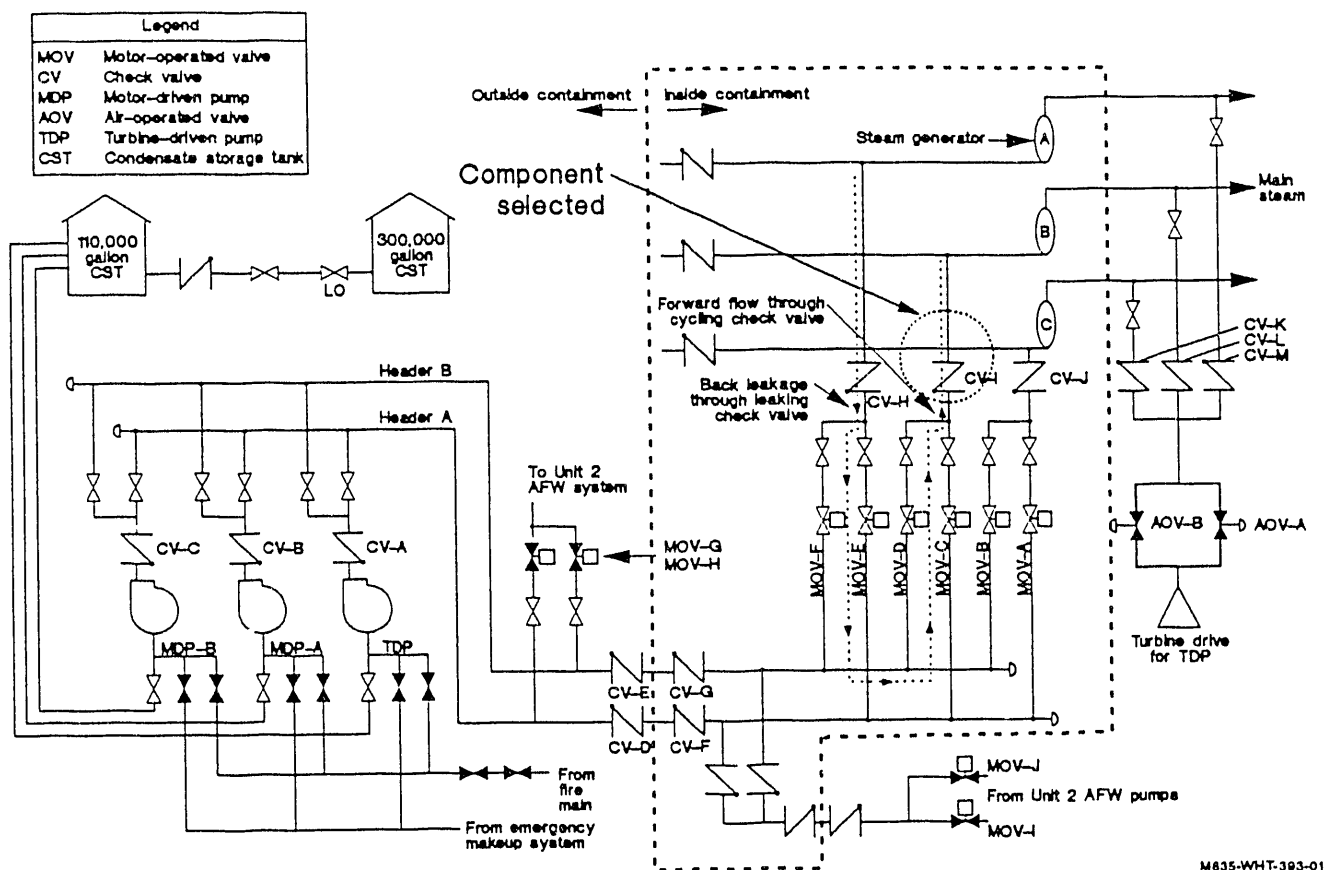 Legend
MOV Motor-operated valve
CV Check valve
MDP Motor-driven pump
AOV Air-operated valve
TDP Turbine-driven pump
CST Condensate storage tank
Outside containment
Inside containment
Steam generator
A
Component
selected
B
Main
steam
110,000
gallon
CST
300,000
gallon
CST
LO
Forward flow through
cycling check valve
C
CV-K
CV-L
CV-M
Header B
Back leakage
through leaking
check valve
CV-H
CV-I
CV-J
Header A
To Unit 2
AFW system
CV-C
CV-B
CV-A
MOV-G
MOV-H
MOV-F
MOV-E
MOV-D
MOV-C
MOV-B
MOV-A
AOV-B
AOV-A
Turbine drive
for TDP
MDP-B
MDP-A
TDP
CV-E
CV-G
CV-D
CV-F
From
fire
main
From emergency
makeup system
MOV-J
From Unit 2 AFW pumps
MOV-I
M635-WHT-393-01